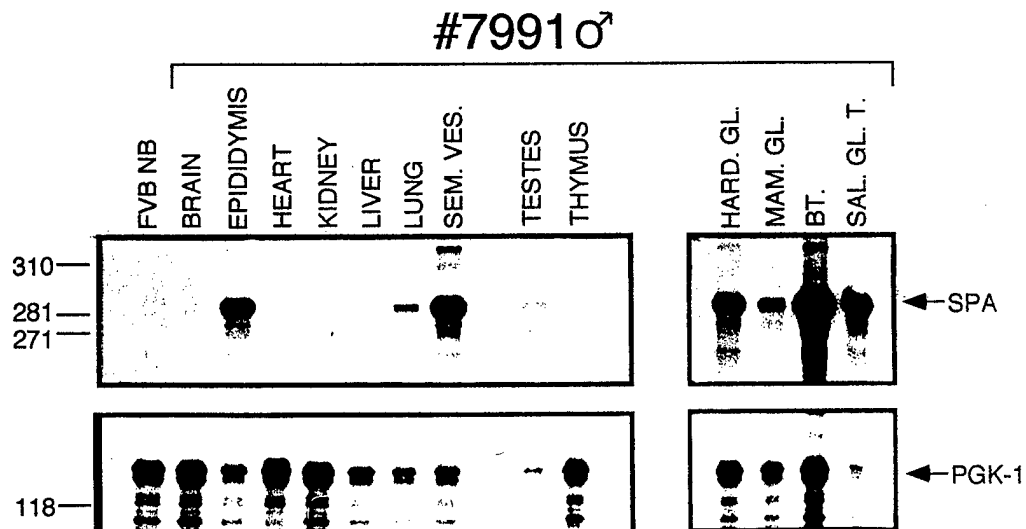 #7991♂
FVB NB
BRAIN
EPIDIDYMIS
HEART
KIDNEY
LIVER
LUNG
SEM. VES.
TESTES
THYMUS
HARD. GL.
MAM. GL.
BT.
SAL. GL. T.
310
281
271
SPA
118
PGK-1